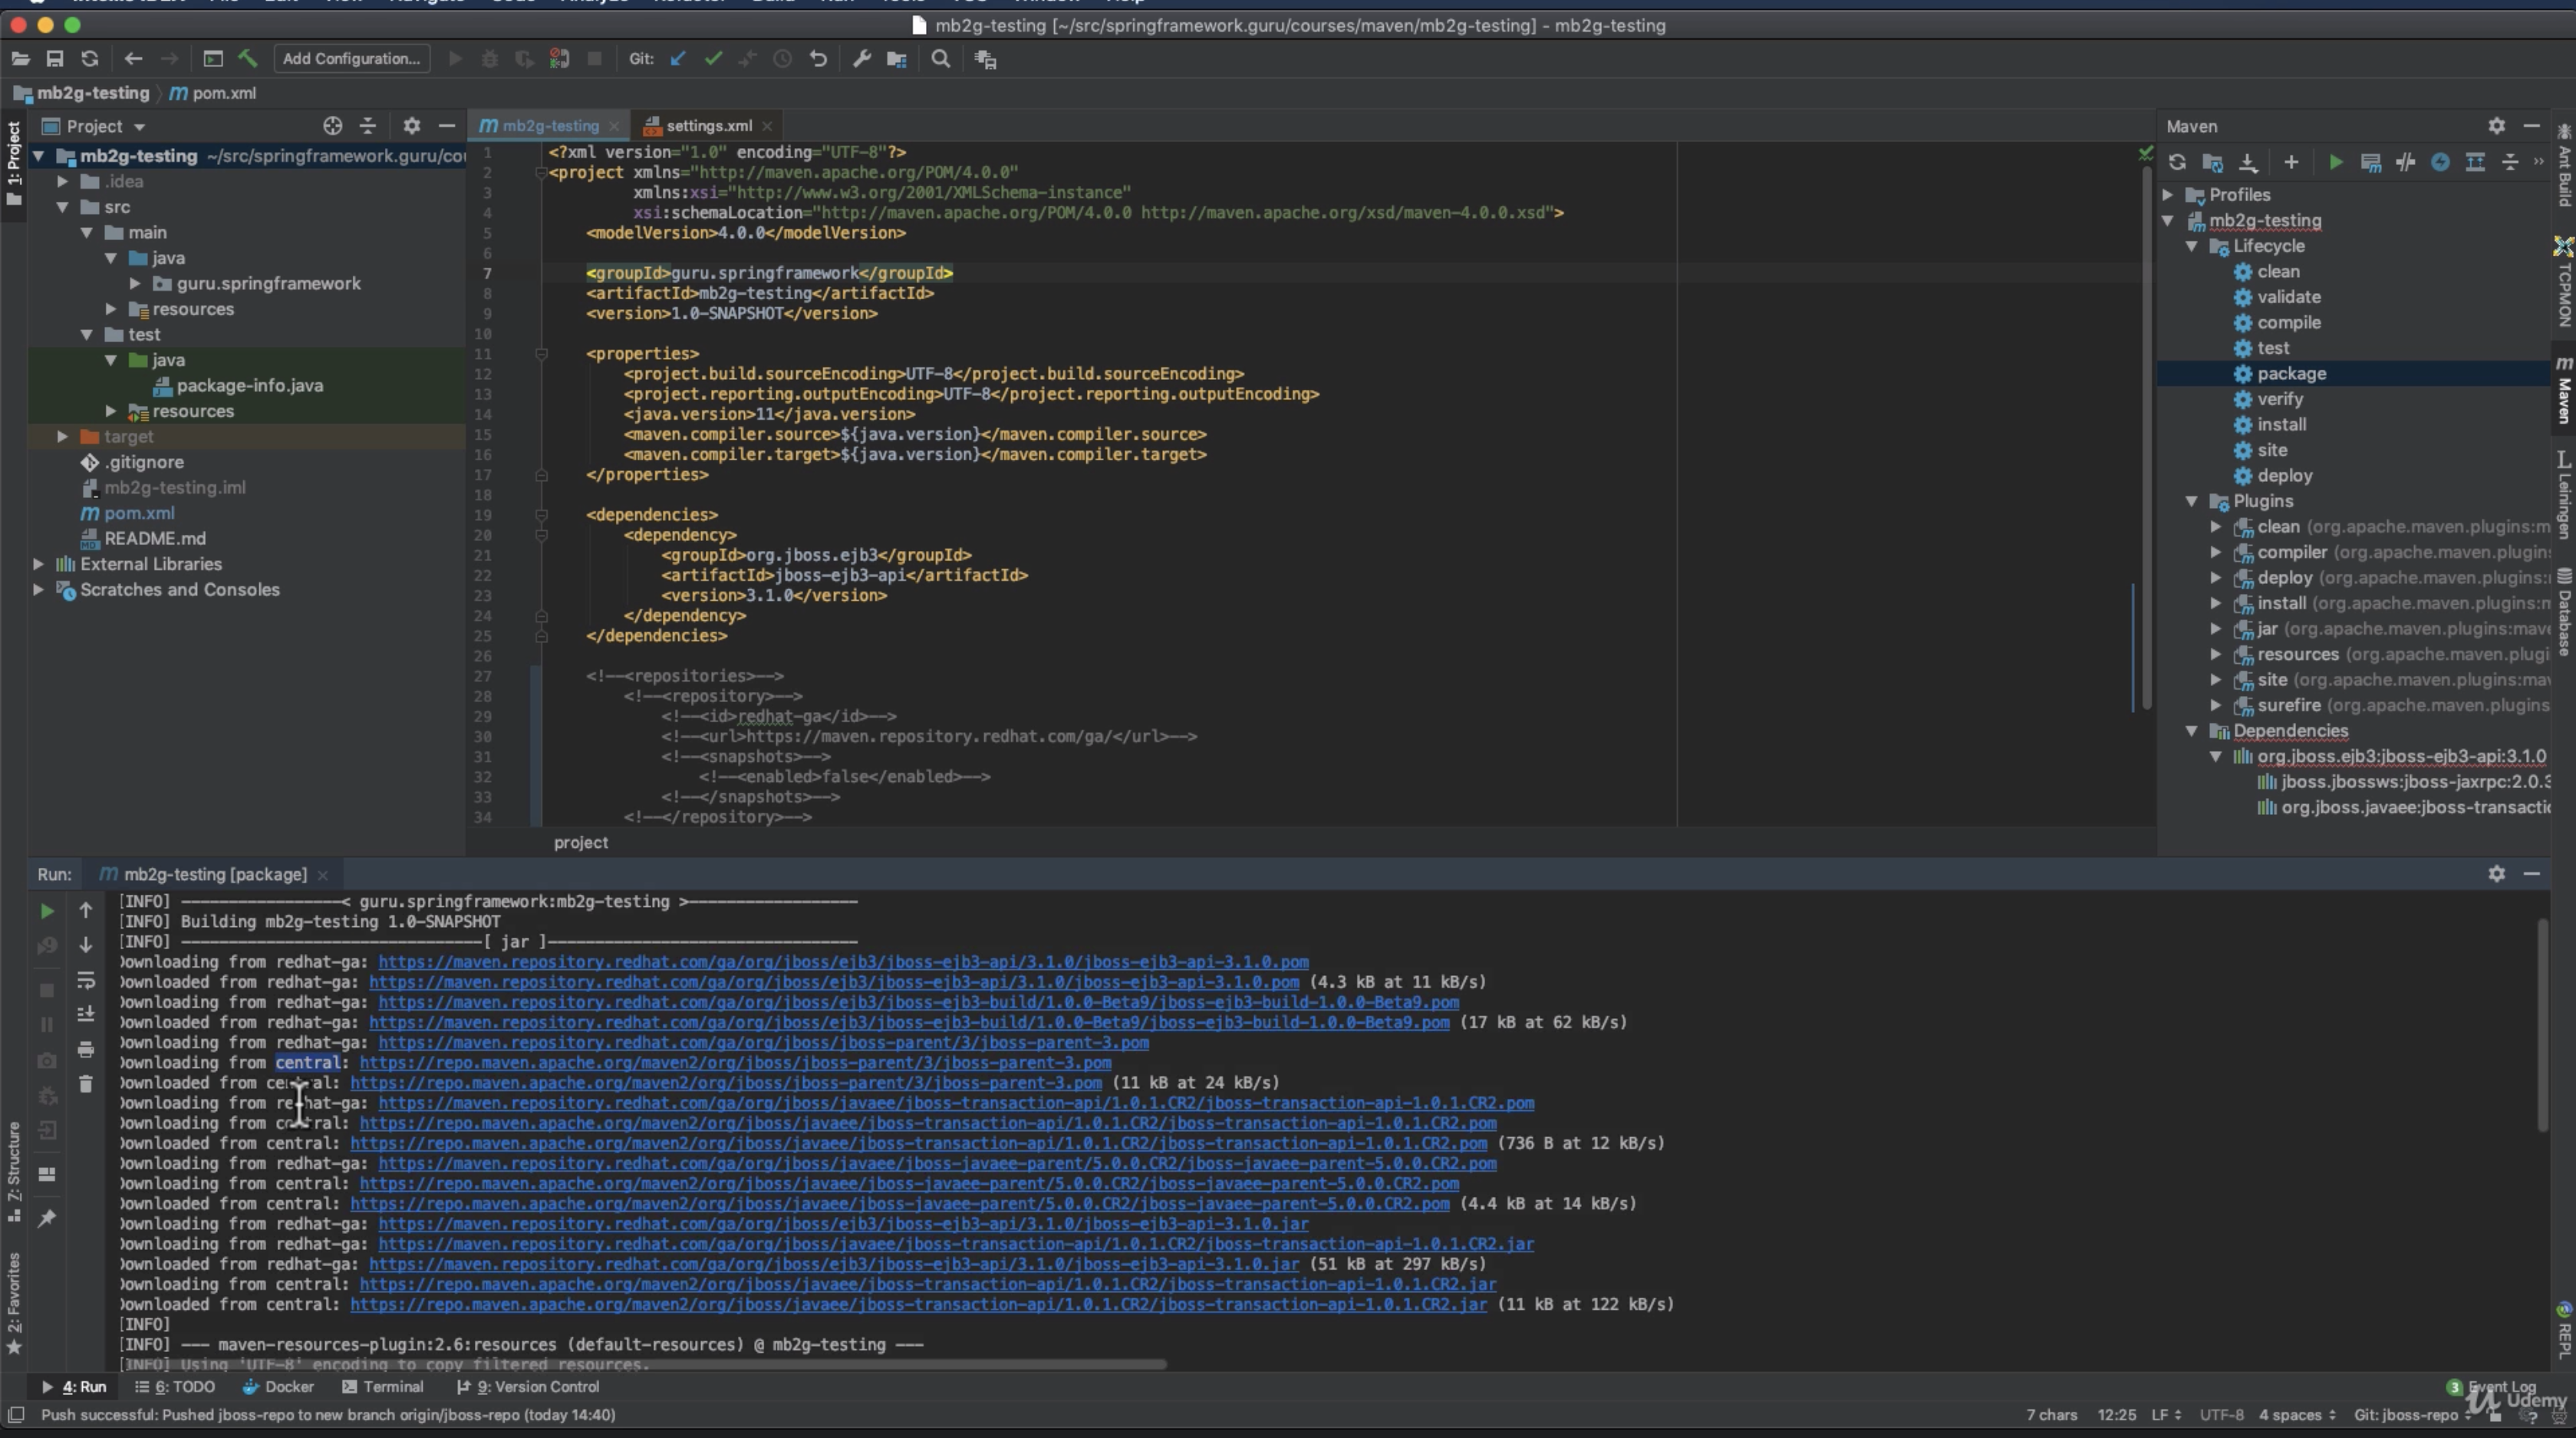 mb2g-testing [~/src/springframework.guru/courses/maven/mb2g-testing] - mb2g-testing
Add Configuration...
Git:
mb2g-testing
pom.xml
1: Project
Project
mb2g-testing ~/src/springframework.guru/cou
.idea
src
main
java
guru.springframework
resources
test
java
package-info.java
resources
target
.gitignore
mb2g-testing.iml
pom.xml
README.md
External Libraries
Scratches and Consoles
mb2g-testing
settings.xml
1 <?xml version="1.0" encoding="UTF-8"?>
2 <project xmlns="http://maven.apache.org/POM/4.0.0"
3 xmlns:xsi="http://www.w3.org/2001/XMLSchema-instance"
4 xsi:schemaLocation="http://maven.apache.org/POM/4.0.0 http://maven.apache.org/xsd/maven-4.0.0.xsd">
5 <modelVersion>4.0.0</modelVersion>
6
7 <groupId>guru.springframework</groupId>
8 <artifactId>mb2g-testing</artifactId>
9 <version>1.0-SNAPSHOT</version>
10
11 <properties>
12 <project.build.sourceEncoding>UTF-8</project.build.sourceEncoding>
13 <project.reporting.outputEncoding>UTF-8</project.reporting.outputEncoding>
14 <java.version>11</java.version>
15 <maven.compiler.source>${java.version}</maven.compiler.source>
16 <maven.compiler.target>${java.version}</maven.compiler.target>
17 </properties>
18
19 <dependencies>
20 <dependency>
21 <groupId>org.jboss.ejb3</groupId>
22 <artifactId>jboss-ejb3-api</artifactId>
23 <version>3.1.0</version>
24 </dependency>
25 </dependencies>
26
27 <!--<repositories>-->
28 <!--<repository>-->
29 <!--<id>redhat-ga</id>-->
30 <!--<url>https://maven.repository.redhat.com/ga/</url>-->
31 <!--<snapshots>-->
32 <!--<enabled>false</enabled>-->
33 <!--</snapshots>-->
34 <!--</repository>-->
project
Maven
Profiles
mb2g-testing
Lifecycle
clean
validate
compile
test
package
verify
install
site
deploy
Plugins
clean (org.apache.maven.plugins:m
compiler (org.apache.maven.plugins
deploy (org.apache.maven.plugins:
install (org.apache.maven.plugins:m
jar (org.apache.maven.plugins:mave
resources (org.apache.maven.plugi
site (org.apache.maven.plugins:mav
surefire (org.apache.maven.plugins
Dependencies
org.jboss.ejb3:jboss-ejb3-api:3.1.0
jboss.jbossws:jboss-jaxrpc:2.0.3
org.jboss.javaee:jboss-transactio
Ant Build
TCPMON
Maven
Leiningen
Database
REPL
Run:
mb2g-testing [package]
[INFO] -----------------< guru.springframework:mb2g-testing >------------------
[INFO] Building mb2g-testing 1.0-SNAPSHOT
[INFO] --------------------------------[ jar ]---------------------------------
Downloading from redhat-ga: https://maven.repository.redhat.com/ga/org/jboss/ejb3/jboss-ejb3-api/3.1.0/jboss-ejb3-api-3.1.0.pom
Downloaded from redhat-ga: https://maven.repository.redhat.com/ga/org/jboss/ejb3/jboss-ejb3-api/3.1.0/jboss-ejb3-api-3.1.0.pom (4.3 kB at 11 kB/s)
Downloading from redhat-ga: https://maven.repository.redhat.com/ga/org/jboss/ejb3/jboss-ejb3-build/1.0.0-Beta9/jboss-ejb3-build-1.0.0-Beta9.pom
Downloaded from redhat-ga: https://maven.repository.redhat.com/ga/org/jboss/ejb3/jboss-ejb3-build/1.0.0-Beta9/jboss-ejb3-build-1.0.0-Beta9.pom (17 kB at 62 kB/s)
Downloading from redhat-ga: https://maven.repository.redhat.com/ga/org/jboss/jboss-parent/3/jboss-parent-3.pom
Downloading from central: https://repo.maven.apache.org/maven2/org/jboss/jboss-parent/3/jboss-parent-3.pom
Downloaded from central: https://repo.maven.apache.org/maven2/org/jboss/jboss-parent/3/jboss-parent-3.pom (11 kB at 24 kB/s)
Downloading from redhat-ga: https://maven.repository.redhat.com/ga/org/jboss/javaee/jboss-transaction-api/1.0.1.CR2/jboss-transaction-api-1.0.1.CR2.pom
Downloading from central: https://repo.maven.apache.org/maven2/org/jboss/javaee/jboss-transaction-api/1.0.1.CR2/jboss-transaction-api-1.0.1.CR2.pom
Downloaded from central: https://repo.maven.apache.org/maven2/org/jboss/javaee/jboss-transaction-api/1.0.1.CR2/jboss-transaction-api-1.0.1.CR2.pom (736 B at 12 kB/s)
Downloading from redhat-ga: https://maven.repository.redhat.com/ga/org/jboss/javaee/jboss-javaee-parent/5.0.0.CR2/jboss-javaee-parent-5.0.0.CR2.pom
Downloading from central: https://repo.maven.apache.org/maven2/org/jboss/javaee/jboss-javaee-parent/5.0.0.CR2/jboss-javaee-parent-5.0.0.CR2.pom
Downloaded from central: https://repo.maven.apache.org/maven2/org/jboss/javaee/jboss-javaee-parent/5.0.0.CR2/jboss-javaee-parent-5.0.0.CR2.pom (4.4 kB at 14 kB/s)
Downloading from redhat-ga: https://maven.repository.redhat.com/ga/org/jboss/ejb3/jboss-ejb3-api/3.1.0/jboss-ejb3-api-3.1.0.jar
Downloading from redhat-ga: https://maven.repository.redhat.com/ga/org/jboss/javaee/jboss-transaction-api/1.0.1.CR2/jboss-transaction-api-1.0.1.CR2.jar
Downloaded from redhat-ga: https://maven.repository.redhat.com/ga/org/jboss/ejb3/jboss-ejb3-api/3.1.0/jboss-ejb3-api-3.1.0.jar (51 kB at 297 kB/s)
Downloading from central: https://repo.maven.apache.org/maven2/org/jboss/javaee/jboss-transaction-api/1.0.1.CR2/jboss-transaction-api-1.0.1.CR2.jar
Downloaded from central: https://repo.maven.apache.org/maven2/org/jboss/javaee/jboss-transaction-api/1.0.1.CR2/jboss-transaction-api-1.0.1.CR2.jar (11 kB at 122 kB/s)
[INFO]
[INFO] --- maven-resources-plugin:2.6:resources (default-resources) @ mb2g-testing ---
[INFO] Using 'UTF-8' encoding to copy filtered resources.
Z: Structure
2: Favorites
4: Run
6: TODO
Docker
Terminal
9: Version Control
3 Event Log
Push successful: Pushed jboss-repo to new branch origin/jboss-repo (today 14:40)
7 chars
12:25
LF
UTF-8
4 spaces
Git: jboss-repo
Udemy